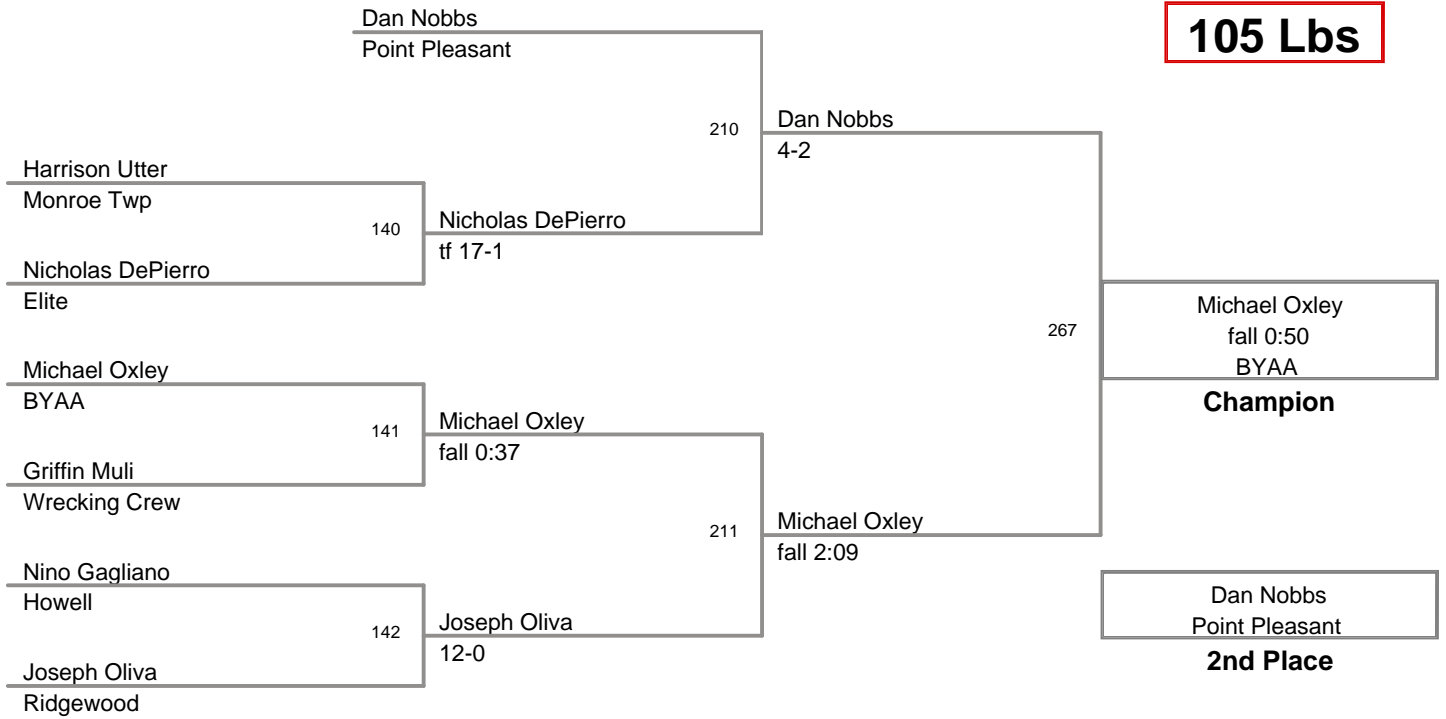 Dan Nobbs
Point Pleasant
105 Lbs
210
Dan Nobbs
4-2
Harrison Utter
Monroe Twp
140
Nicholas DePierro
tf 17-1
Nicholas DePierro
Elite
267
Michael Oxley
fall 0:50
BYAA
Champion
Michael Oxley
BYAA
141
Michael Oxley
fall 0:37
Griffin Muli
Wrecking Crew
211
Michael Oxley
fall 2:09
Nino Gagliano
Howell
142
Joseph Oliva
12-0
Joseph Oliva
Ridgewood
Dan Nobbs
Point Pleasant
2nd Place